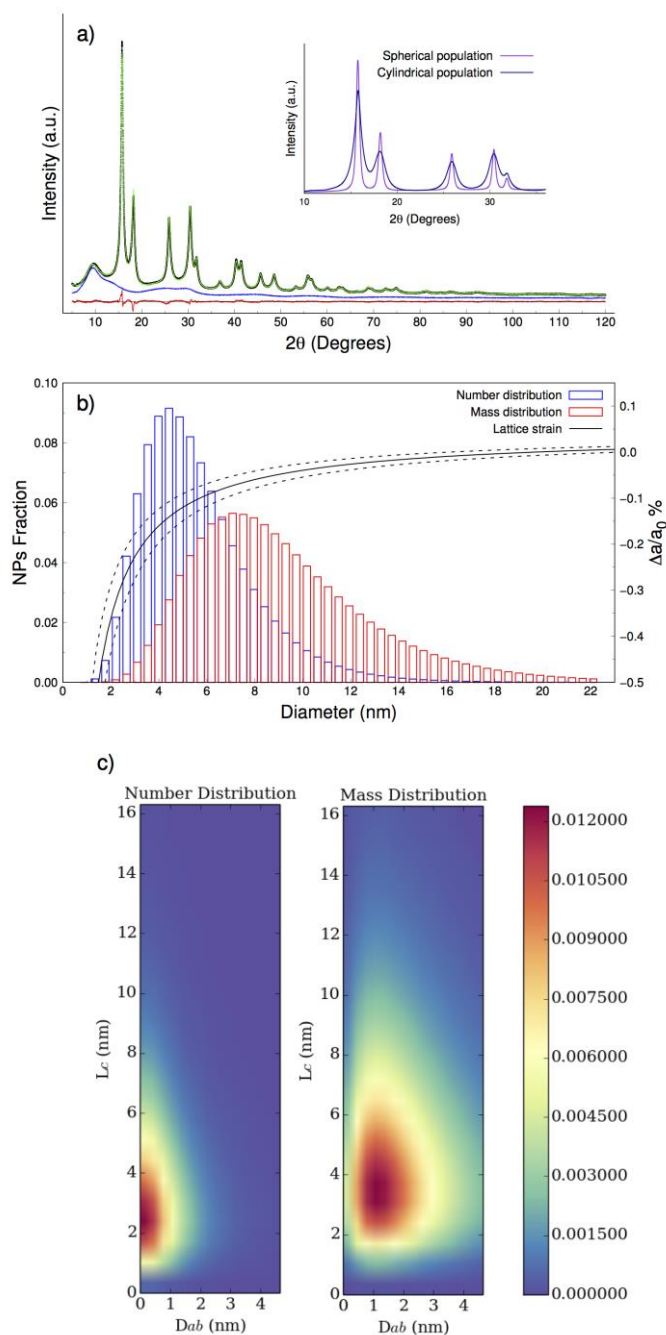 a)
Intensity (a.u.)
Intensity (a.u.)
Spherical population
Cylindrical population
10
20
30
2θ (Degrees)
10 20 30 40 50 60 70 80 90 100 110 120
2θ (Degrees)
b)
Number distribution
Mass distribution
Lattice strain
NPs Fraction
0.10
0.08
0.06
0.04
0.02
0.00
0.1
0.0
−0.1
−0.2
−0.3
−0.4
−0.5
Δa/a₀ %
0 2 4 6 8 10 12 14 16 18 20 22
Diameter (nm)
c)
Number Distribution
Mass Distribution
Lc (nm)
16
14
12
10
8
6
4
2
0
0 1 2 3 4
Dab (nm)
Lc (nm)
16
14
12
10
8
6
4
2
0
0 1 2 3 4
Dab (nm)
0.012000
0.010500
0.009000
0.007500
0.006000
0.004500
0.003000
0.001500
0.000000